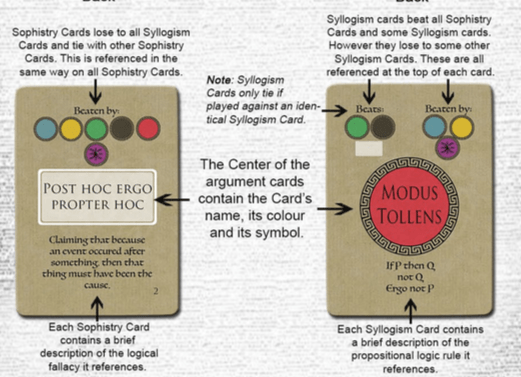 Sophistry Cards lose to all Syllogism
Cards and tie with other Sophistry
Cards. This is referenced in the
same way on all Sophistry Cards.
Beaten by:
POST HOC ERGO
PROPTER HOC
Claiming that because
an event occured after
something, then that
thing must have been the
cause.
2
Each Sophistry Card
contains a brief
description of the logical
fallacy it references.
Note: Syllogism
Cards only tie if
played against an iden-
tical Syllogism Card.
The Center of the
argument cards
contain the Card's
name, its colour
and its symbol.
Syllogism cards beat all Sophistry
Cards and some Syllogism cards.
However they lose to some other
Syllogism Cards. These are all
referenced at the top of each card.
Beats:
Beaten by:
MODUS
TOLLENS
If P then Q
not Q
Ergo not P
Each Syllogism Card contains
a brief description of the
propositional logic rule it
references.